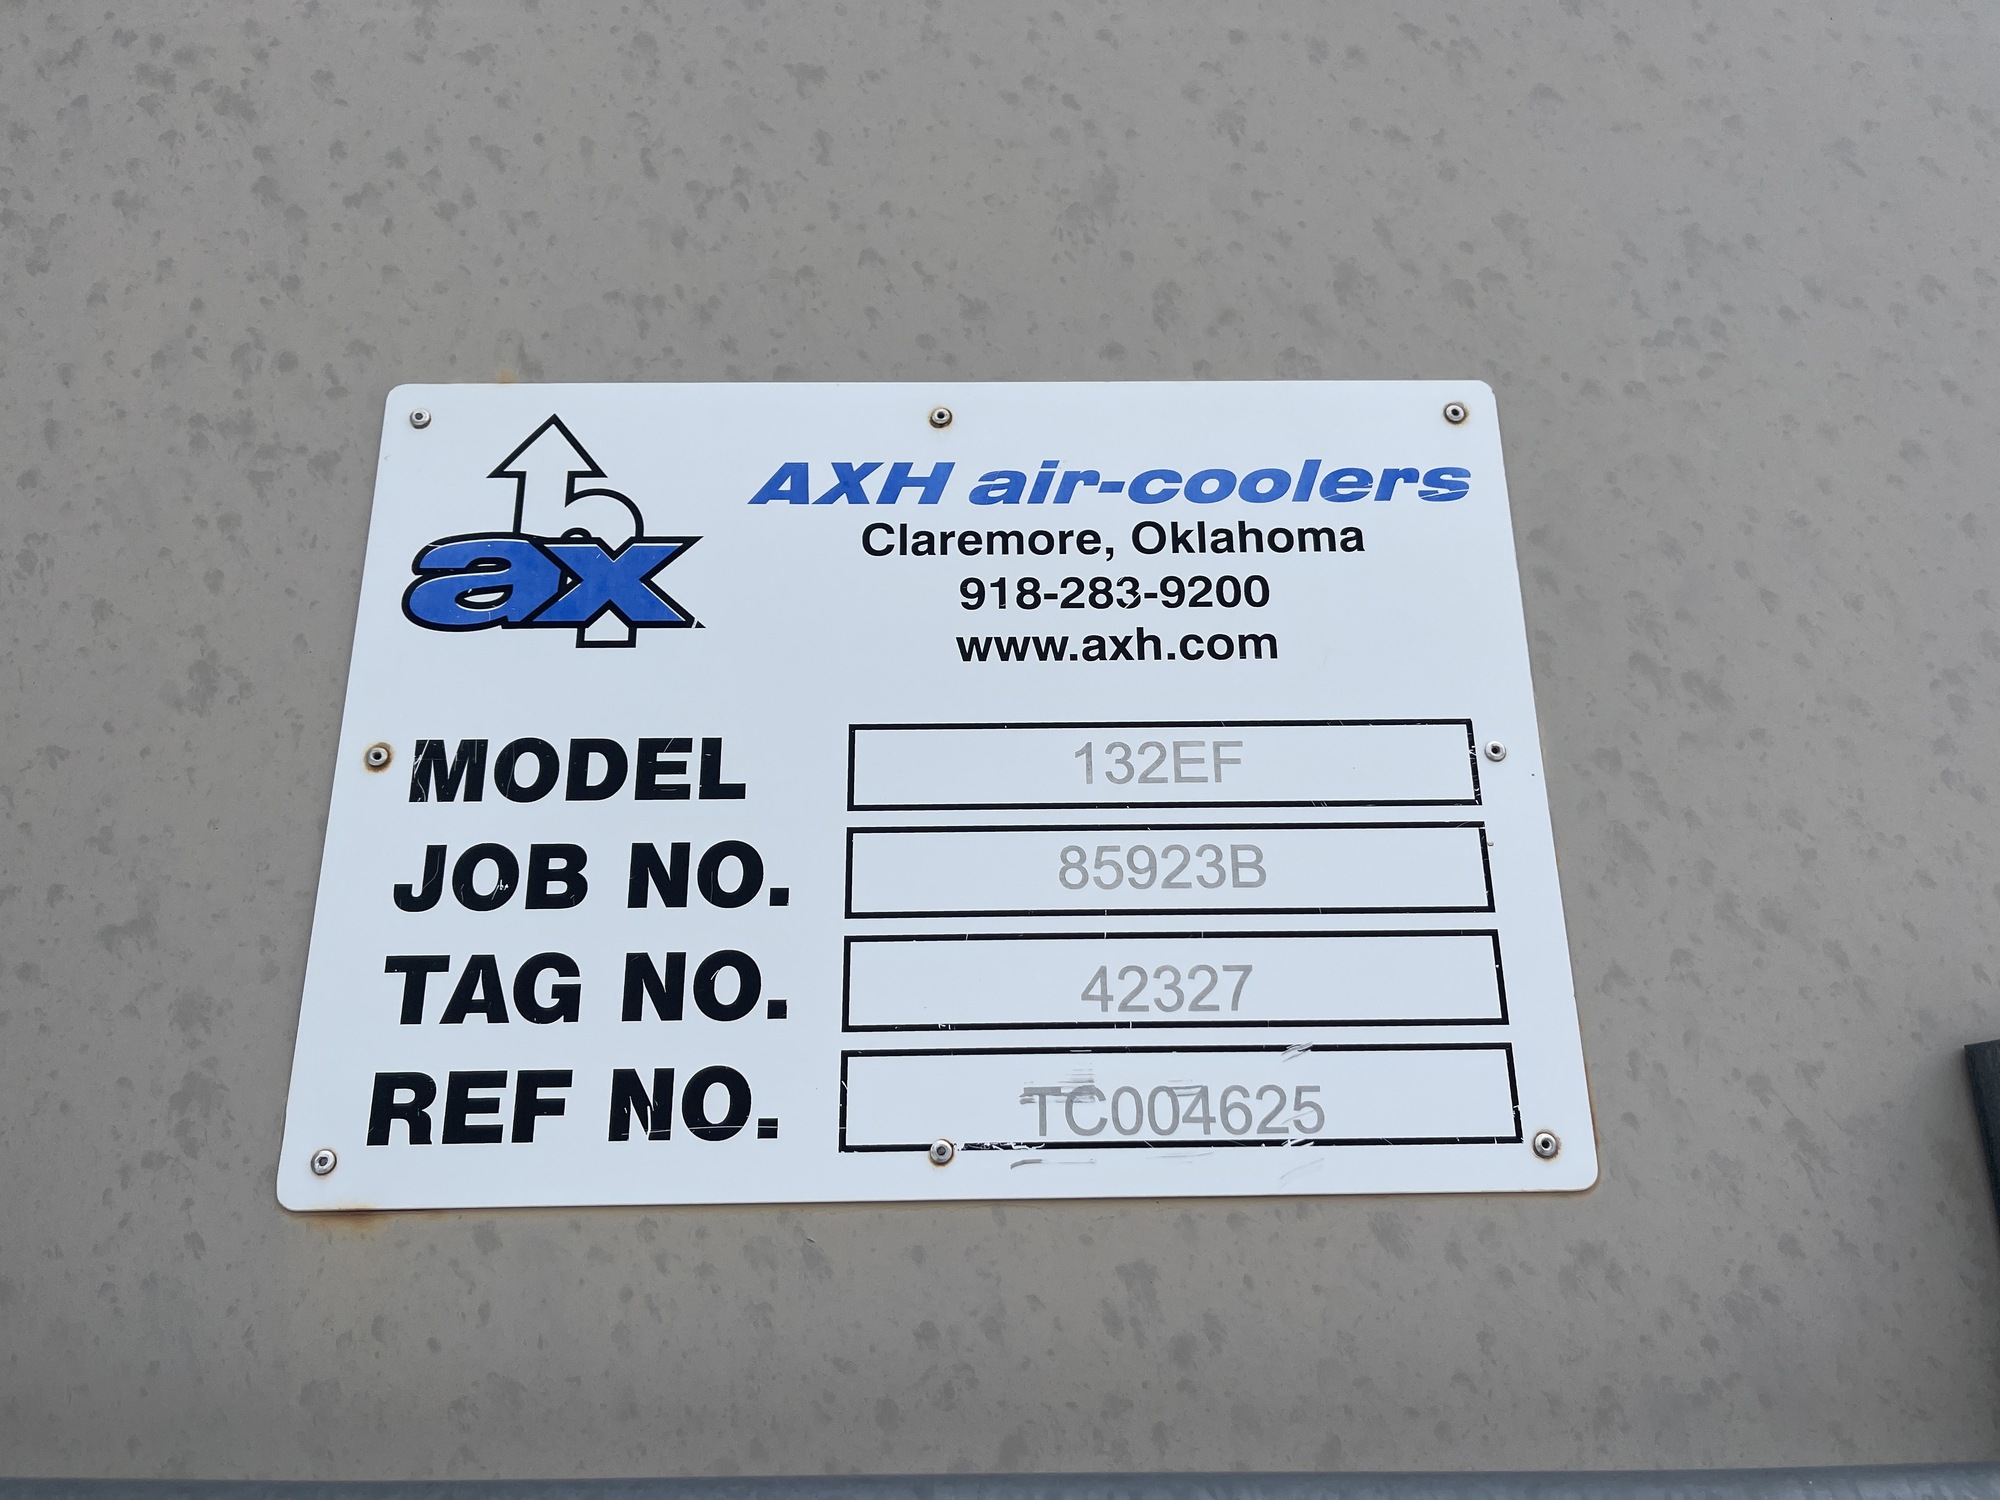 ax
AXH air-coolers
Claremore, Oklahoma
918-283-9200
www.axh.com
MODEL 132EF
JOB NO. 85923B
TAG NO. 42327
REF NO. TC004625